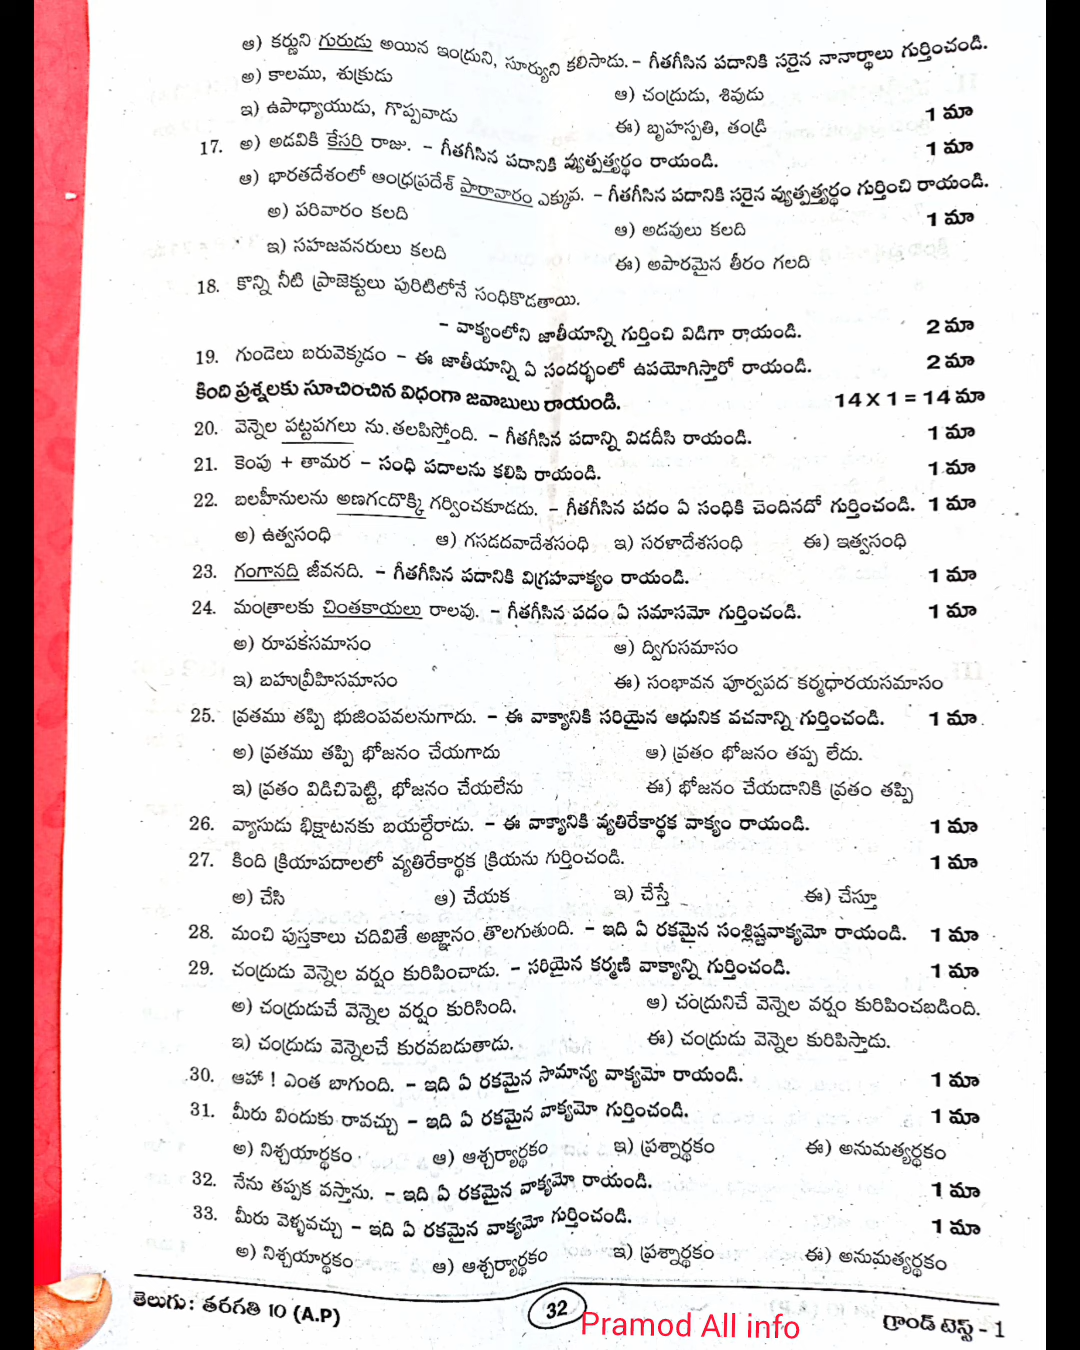 ఆ) కర్ణుని గురుడు అయిన ఇంద్రుని, సూర్యుని కలిసాడు. - గీతగీసిన పదానికి సరైన నానార్థాలు గుర్తించండి.
అ) కాలము, శుక్రుడు ఆ) చంద్రుడు, శివుడు
ఇ) ఉపాధ్యాయుడు, గొప్పవాడు ఈ) బృహస్పతి, తండ్రి 1 మా
17. అ) అడవికి కేసరి రాజు. - గీతగీసిన పదానికి వ్యుత్పత్త్యర్థం రాయండి. 1 మా
ఆ) భారతదేశంలో ఆంధ్రప్రదేశ్ పారావారం ఎక్కువ. - గీతగీసిన పదానికి సరైన వ్యుత్పత్త్యర్థం గుర్తించి రాయండి.
అ) పరివారం కలది ఆ) అడవులు కలది 1 మా
ఇ) సహజవనరులు కలది ఈ) అపారమైన తీరం గలది
18. కొన్ని నీటి ప్రాజెక్టులు పురిటిలోనే సంధికొడతాయి.
- వాక్యంలోని జాతీయాన్ని గుర్తించి విడిగా రాయండి. 2 మా
19. గుండెలు బరువెక్కడం - ఈ జాతీయాన్ని ఏ సందర్భంలో ఉపయోగిస్తారో రాయండి. 2 మా
కింది ప్రశ్నలకు సూచించిన విధంగా జవాబులు రాయండి. 14 X 1 = 14 మా
20. వెన్నెల పట్టపగలు ను తలపిస్తోంది. - గీతగీసిన పదాన్ని విడదీసి రాయండి. 1 మా
21. కెంపు + తామర - సంధి పదాలను కలిపి రాయండి. 1 మా
22. బలహీనులను అణగఁదొక్కి గర్వించకూడదు. - గీతగీసిన పదం ఏ సంధికి చెందినదో గుర్తించండి. 1 మా
అ) ఉత్వసంధి ఆ) గసడదవాదేశసంధి ఇ) సరళాదేశసంధి ఈ) ఇత్వసంధి
23. గంగానది జీవనది. - గీతగీసిన పదానికి విగ్రహవాక్యం రాయండి. 1 మా
24. మంత్రాలకు చింతకాయలు రాలవు. - గీతగీసిన పదం ఏ సమాసమో గుర్తించండి. 1 మా
అ) రూపకసమాసం ఆ) ద్విగుసమాసం
ఇ) బహువ్రీహిసమాసం ఈ) సంభావన పూర్వపద కర్మధారయసమాసం
25. వ్రతము తప్పి భుజింపవలనుగాదు. - ఈ వాక్యానికి సరియైన ఆధునిక వచనాన్ని గుర్తించండి. 1 మా
అ) వ్రతము తప్పి భోజనం చేయగాదు ఆ) వ్రతం భోజనం తప్ప లేదు.
ఇ) వ్రతం విడిచిపెట్టి, భోజనం చేయలేను ఈ) భోజనం చేయడానికి వ్రతం తప్పి
26. వ్యాసుడు భిక్షాటనకు బయల్దేరాడు. - ఈ వాక్యానికి వ్యతిరేకార్థక వాక్యం రాయండి. 1 మా
27. కింది క్రియాపదాలలో వ్యతిరేకార్థక క్రియను గుర్తించండి. 1 మా
అ) చేసి ఆ) చేయక ఇ) చేస్తే ఈ) చేస్తూ
28. మంచి పుస్తకాలు చదివితే అజ్ఞానం తొలగుతుంది. - ఇది ఏ రకమైన సంశ్లిష్టవాక్యమో రాయండి. 1 మా
29. చంద్రుడు వెన్నెల వర్షం కురిపించాడు. - సరియైన కర్మణి వాక్యాన్ని గుర్తించండి. 1 మా
అ) చంద్రుడుచే వెన్నెల వర్షం కురిసింది. ఆ) చంద్రునిచే వెన్నెల వర్షం కురిపించబడింది.
ఇ) చంద్రుడు వెన్నెలచే కురవబడుతాడు. ఈ) చంద్రుడు వెన్నెల కురిపిస్తాడు.
30. ఆహా ! ఎంత బాగుంది. - ఇది ఏ రకమైన సామాన్య వాక్యమో రాయండి. 1 మా
31. మీరు విందుకు రావచ్చు - ఇది ఏ రకమైన వాక్యమో గుర్తించండి. 1 మా
అ) నిశ్చయార్థకం ఆ) ఆశ్చర్యార్థకం ఇ) ప్రశ్నార్థకం ఈ) అనుమత్యర్థకం
32. నేను తప్పక వస్తాను. - ఇది ఏ రకమైన వాక్యమో రాయండి. 1 మా
33. మీరు వెళ్ళవచ్చు - ఇది ఏ రకమైన వాక్యమో గుర్తించండి. 1 మా
అ) నిశ్చయార్థకం ఆ) ఆశ్చర్యార్థకం ఇ) ప్రశ్నార్థకం ఈ) అనుమత్యర్థకం
తెలుగు: తరగతి 10 (A.P) 32 గ్రాండ్ టెస్ట్ - 1
Pramod All info